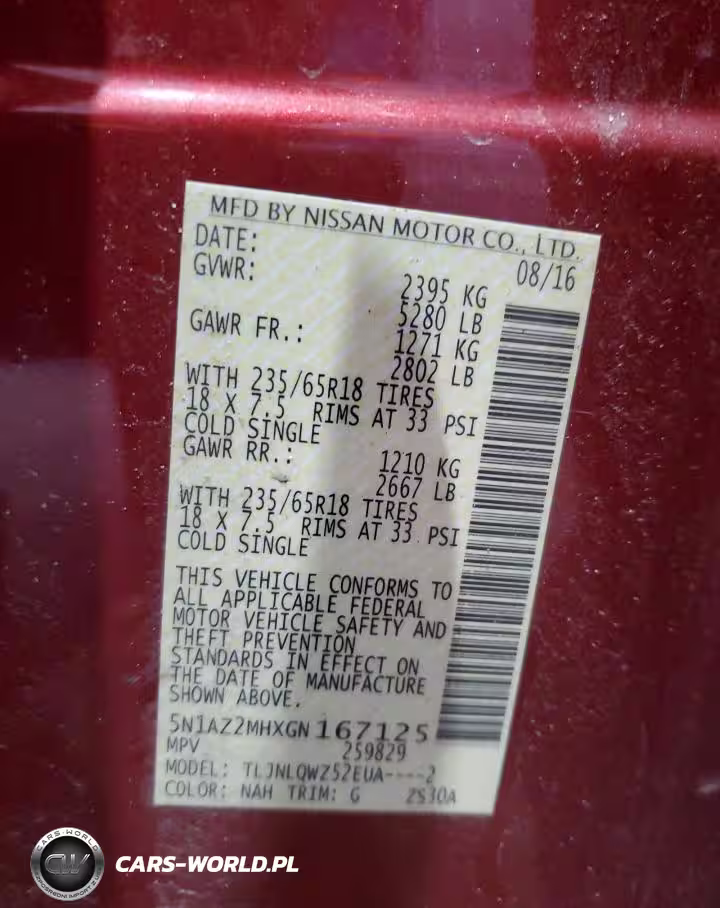 MFD BY NISSAN MOTOR CO., LTD.
DATE: 08/16
GVWR: 2395 KG
5280 LB
GAWR FR.: 1271 KG
2802 LB
WITH 235/65R18 TIRES
18 X 7.5 RIMS AT 33 PSI
COLD SINGLE
GAWR RR.: 1210 KG
2667 LB
WITH 235/65R18 TIRES
18 X 7.5 RIMS AT 33 PSI
COLD SINGLE
THIS VEHICLE CONFORMS TO
ALL APPLICABLE FEDERAL
MOTOR VEHICLE SAFETY AND
THEFT PREVENTION
STANDARDS IN EFFECT ON
THE DATE OF MANUFACTURE
SHOWN ABOVE.
5N1AZ2MHXGN167125
MPV 259829
MODEL: TLJNLQWZ52EUA----2
COLOR: NAH TRIM: G ZS30A
CARS-WORLD
CW
CARS-WORLD.PL